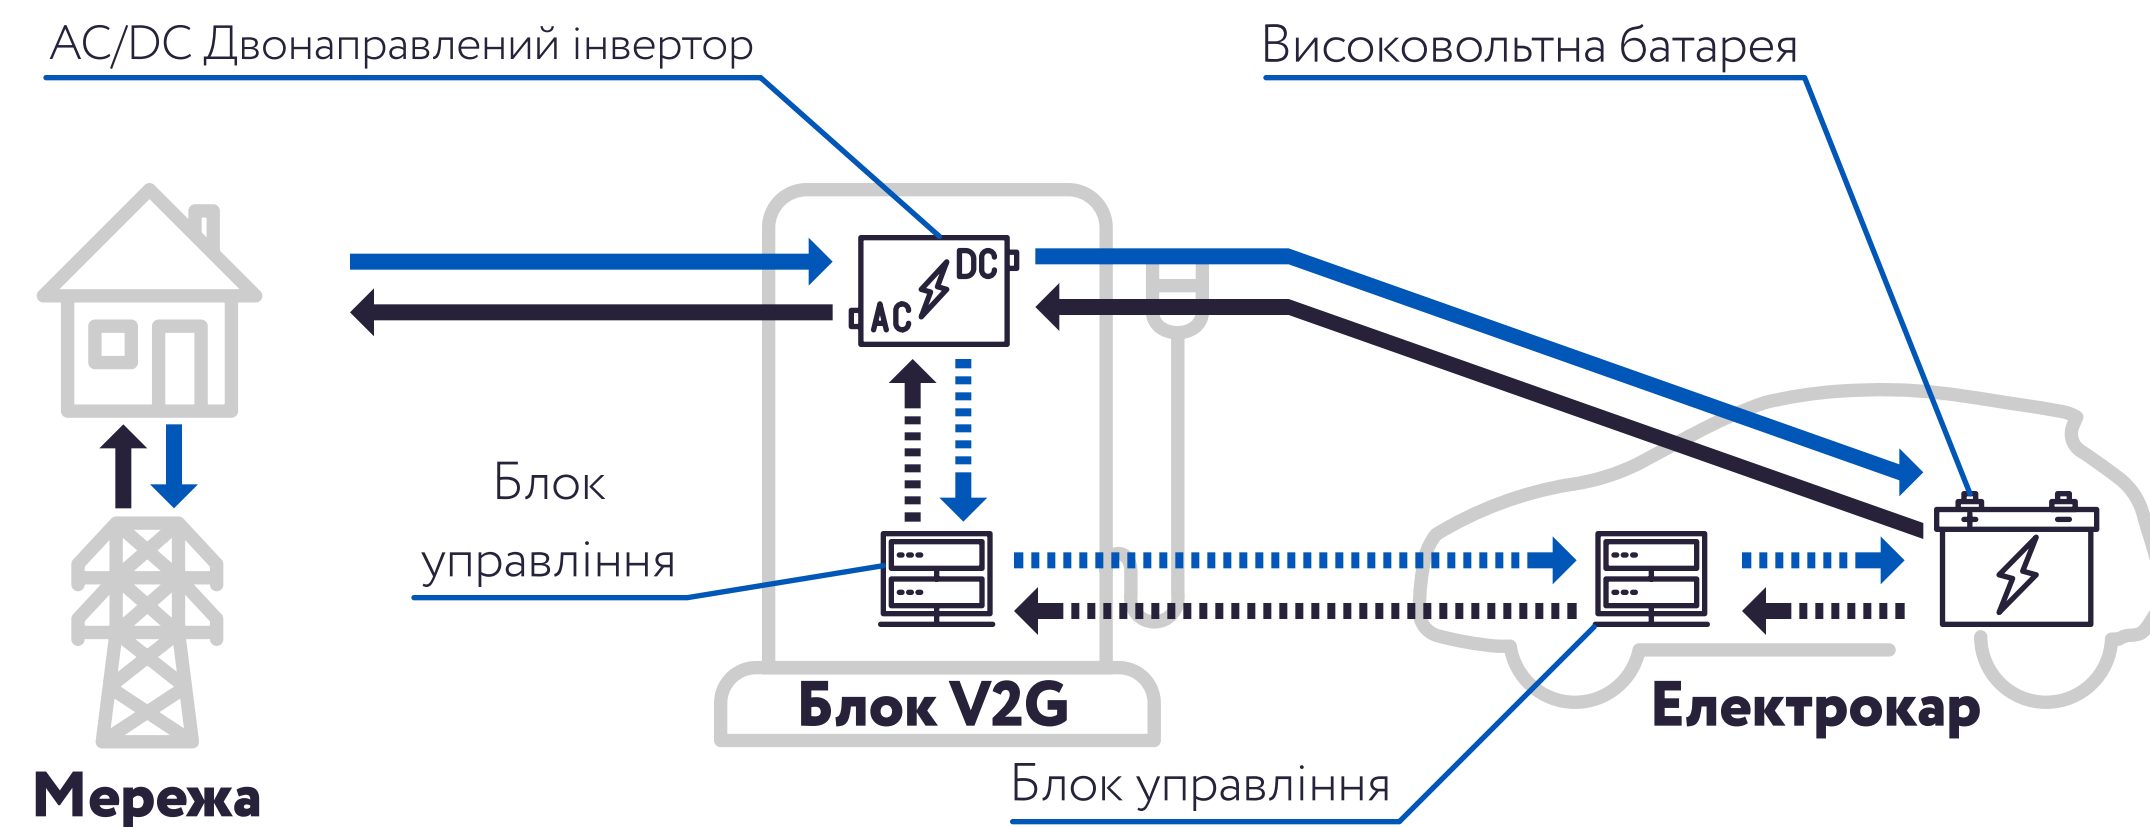 AC/DC Двонаправлений інвертор
Високовольтна батарея
DC
AC
Блок
управління
Блок V2G
Електрокар
Блок управління
Мережа